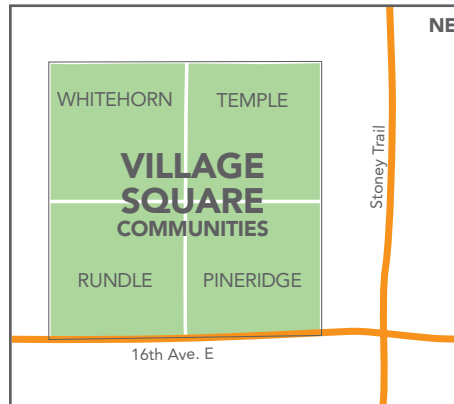 NE
WHITEHORN
TEMPLE
VILLAGE
SQUARE
COMMUNITIES
Stoney Trail
RUNDLE
PINERIDGE
16th Ave. E